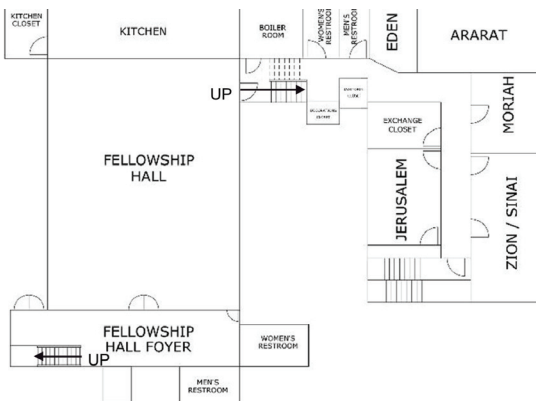 KITCHEN
CLOSET
KITCHEN
BOILER
ROOM
WOMEN'S
RESTROOM
MEN'S
RESTROOM
EDEN
ARARAT
UP
MORIAH
EXCHANGE
CLOSET
FELLOWSHIP
HALL
JERUSALEM
ZION / SINAI
FELLOWSHIP
HALL FOYER
UP
WOMEN'S
RESTROOM
MEN'S
RESTROOM